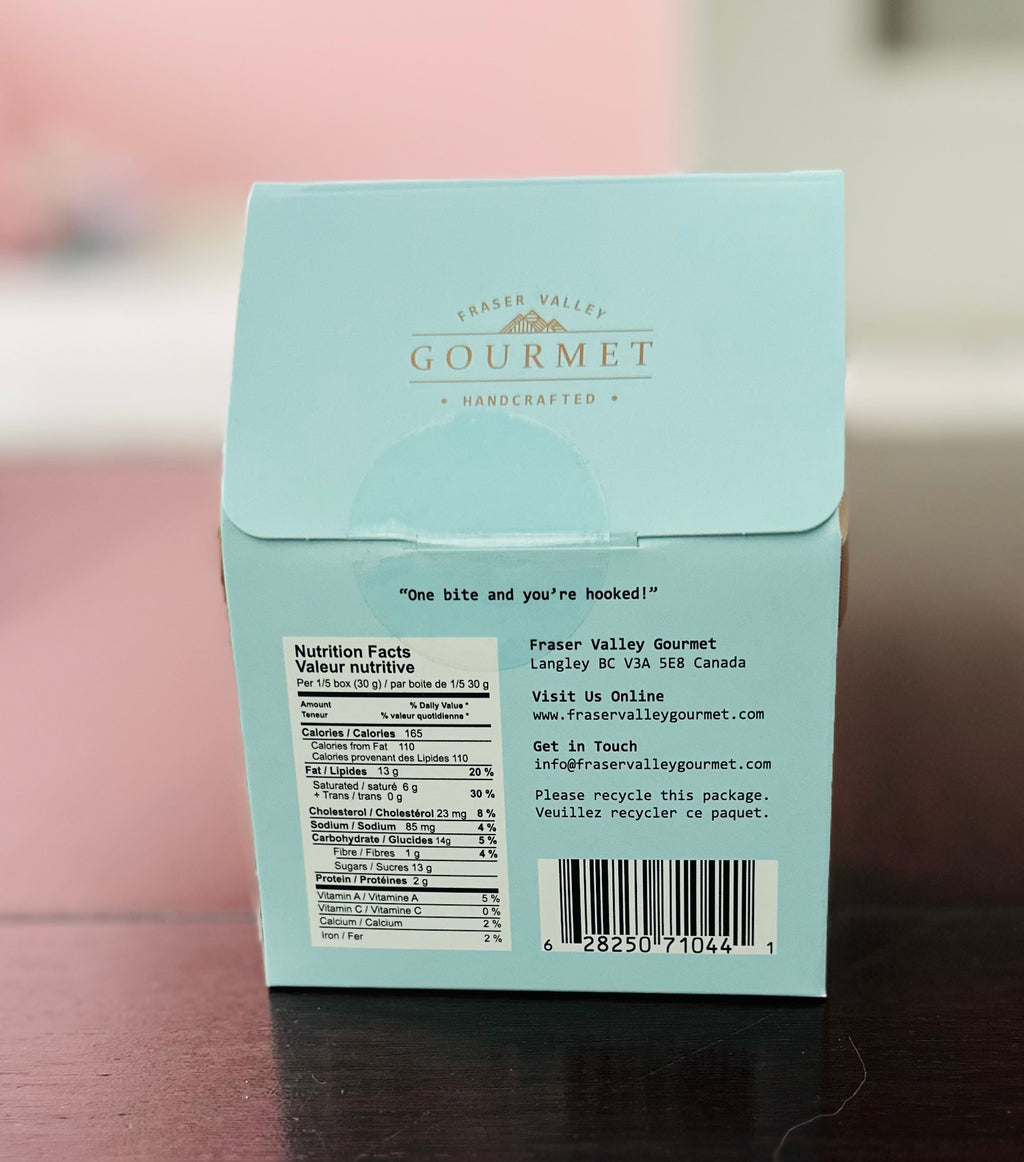 FRASER VALLEY
GOURMET
• HANDCRAFTED •
“One bite and you’re hooked!”
Nutrition Facts
Valeur nutritive
Per 1/5 box (30 g) / par boite de 1/5 30 g
Amount % Daily Value *
Teneur % valeur quotidienne *
Calories / Calories 165
Calories from Fat 110
Calories provenant des Lipides 110
Fat / Lipides 13 g 20 %
Saturated / saturé 6 g
+ Trans / trans 0 g 30 %
Cholesterol / Cholestérol 23 mg 8 %
Sodium / Sodium 85 mg 4 %
Carbohydrate / Glucides 14g 5 %
Fibre / Fibres 1 g 4 %
Sugars / Sucres 13 g
Protein / Protéines 2 g
Vitamin A / Vitamine A 5 %
Vitamin C / Vitamine C 0 %
Calcium / Calcium 2 %
Iron / Fer 2 %
Fraser Valley Gourmet
Langley BC V3A 5E8 Canada
Visit Us Online
www.fraservalleygourmet.com
Get in Touch
info@fraservalleygourmet.com
Please recycle this package.
Veuillez recycler ce paquet.
6 28250 71044 1